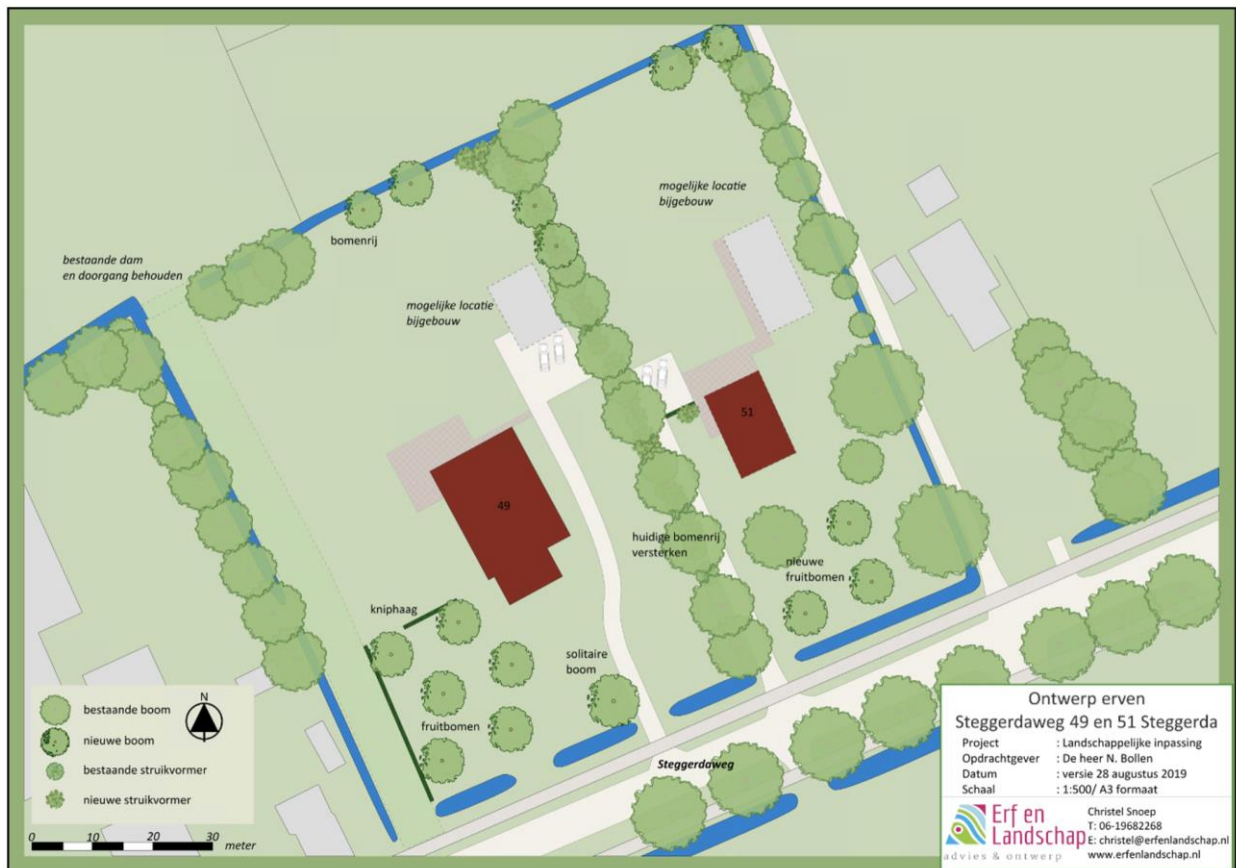 bestaande dam
en doorgang behouden
bomenrij
mogelijke locatie
bijgebouw
mogelijke locatie
bijgebouw
51
49
huidige bomenrij
versterken
nieuwe
fruitbomen
kniphaag
solitaire
boom
fruitbomen
Steggerdaweg
N
bestaande boom
nieuwe boom
bestaande struikvormer
nieuwe struikvormer
0 10 20 30 meter
Ontwerp erven
Steggerdaweg 49 en 51 Steggerda
Project : Landschappelijke inpassing
Opdrachtgever : De heer N. Bollen
Datum : versie 28 augustus 2019
Schaal : 1:500/ A3 formaat
Erf en
Landschap
advies & ontwerp
Christel Snoep
T: 06-19682268
E: christel@erfenlandschap.nl
www.erfenlandschap.nl